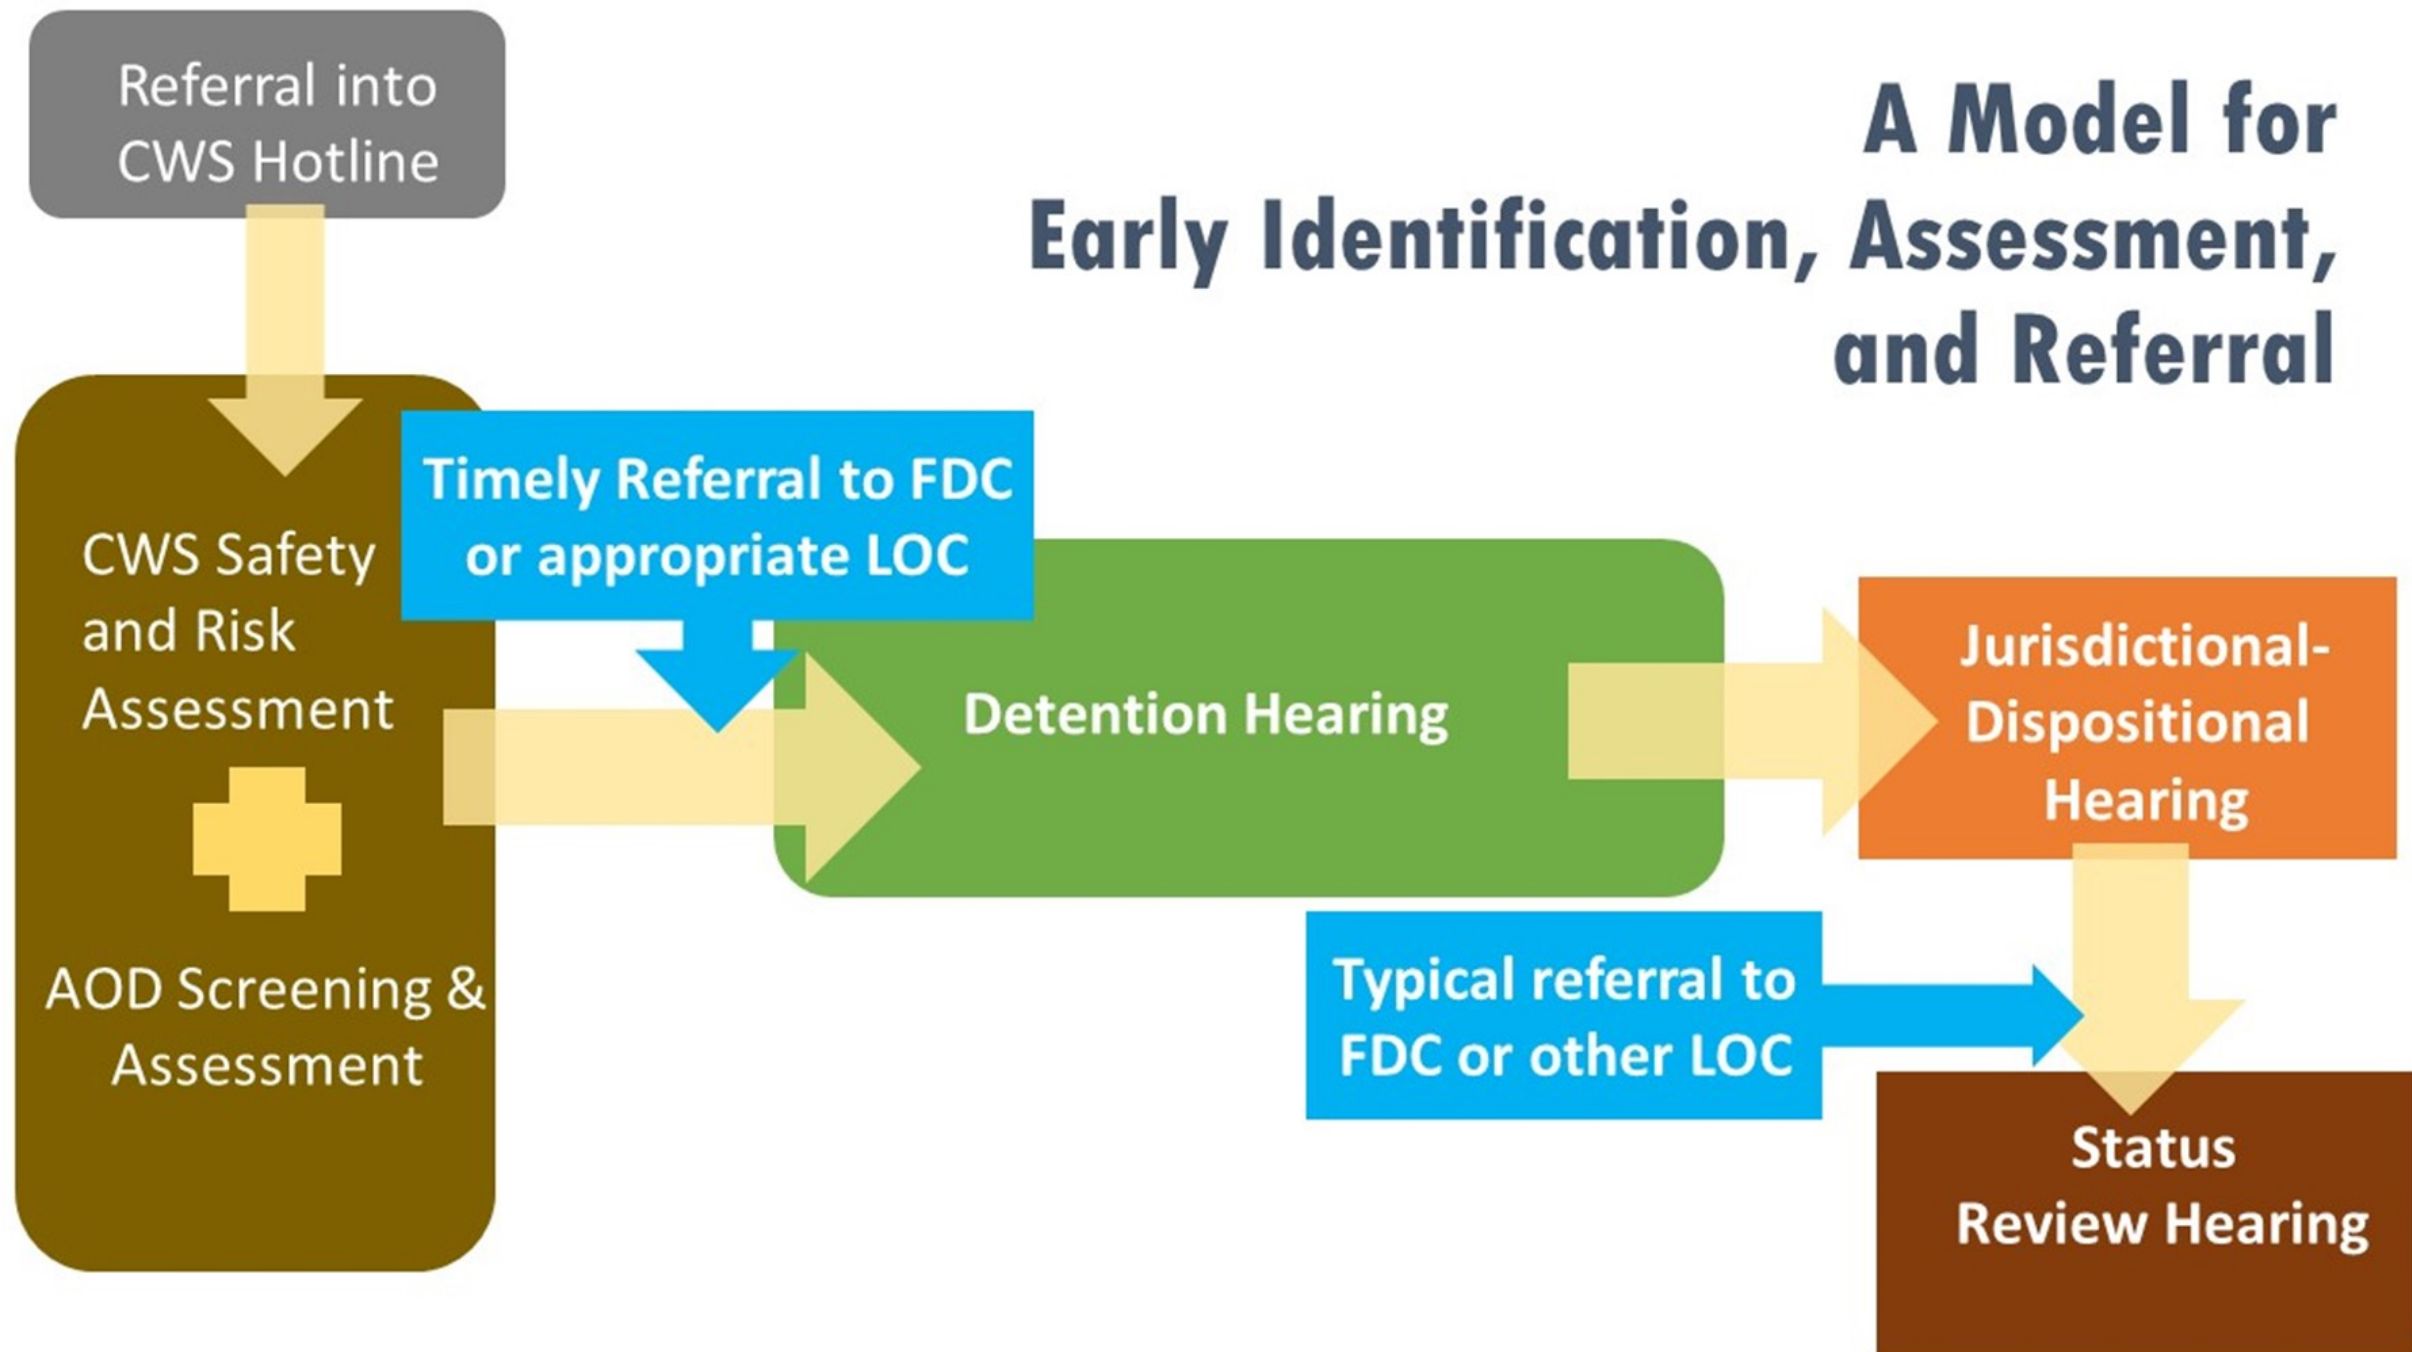 Referral into
CWS Hotline
A Model for
Early Identification, Assessment,
and Referral
CWS Safety
and Risk
Assessment
AOD Screening &
Assessment
Timely Referral to FDC
or appropriate LOC
Detention Hearing
Jurisdictional-
Dispositional
Hearing
Typical referral to
FDC or other LOC
Status
Review Hearing